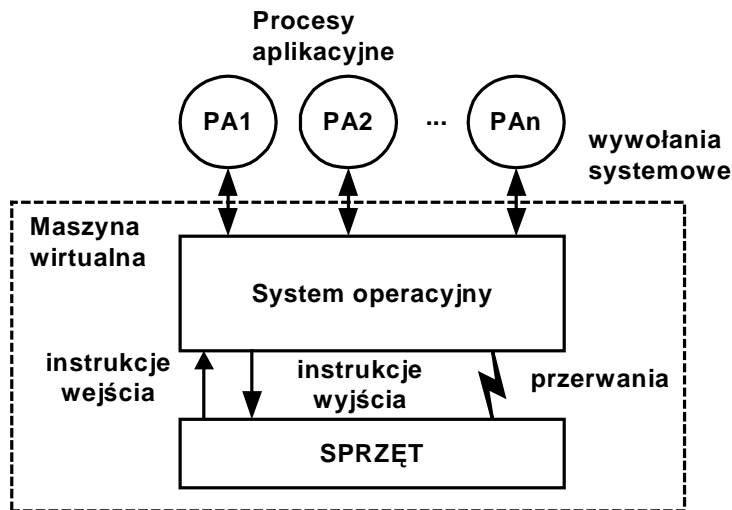 Procesy
aplikacyjne
PA1 PA2 ... PAn
wywołania
systemowe
Maszyna
wirtualna
System operacyjny
instrukcje
wejścia
instrukcje
wyjścia
przerwania
SPRZĘT